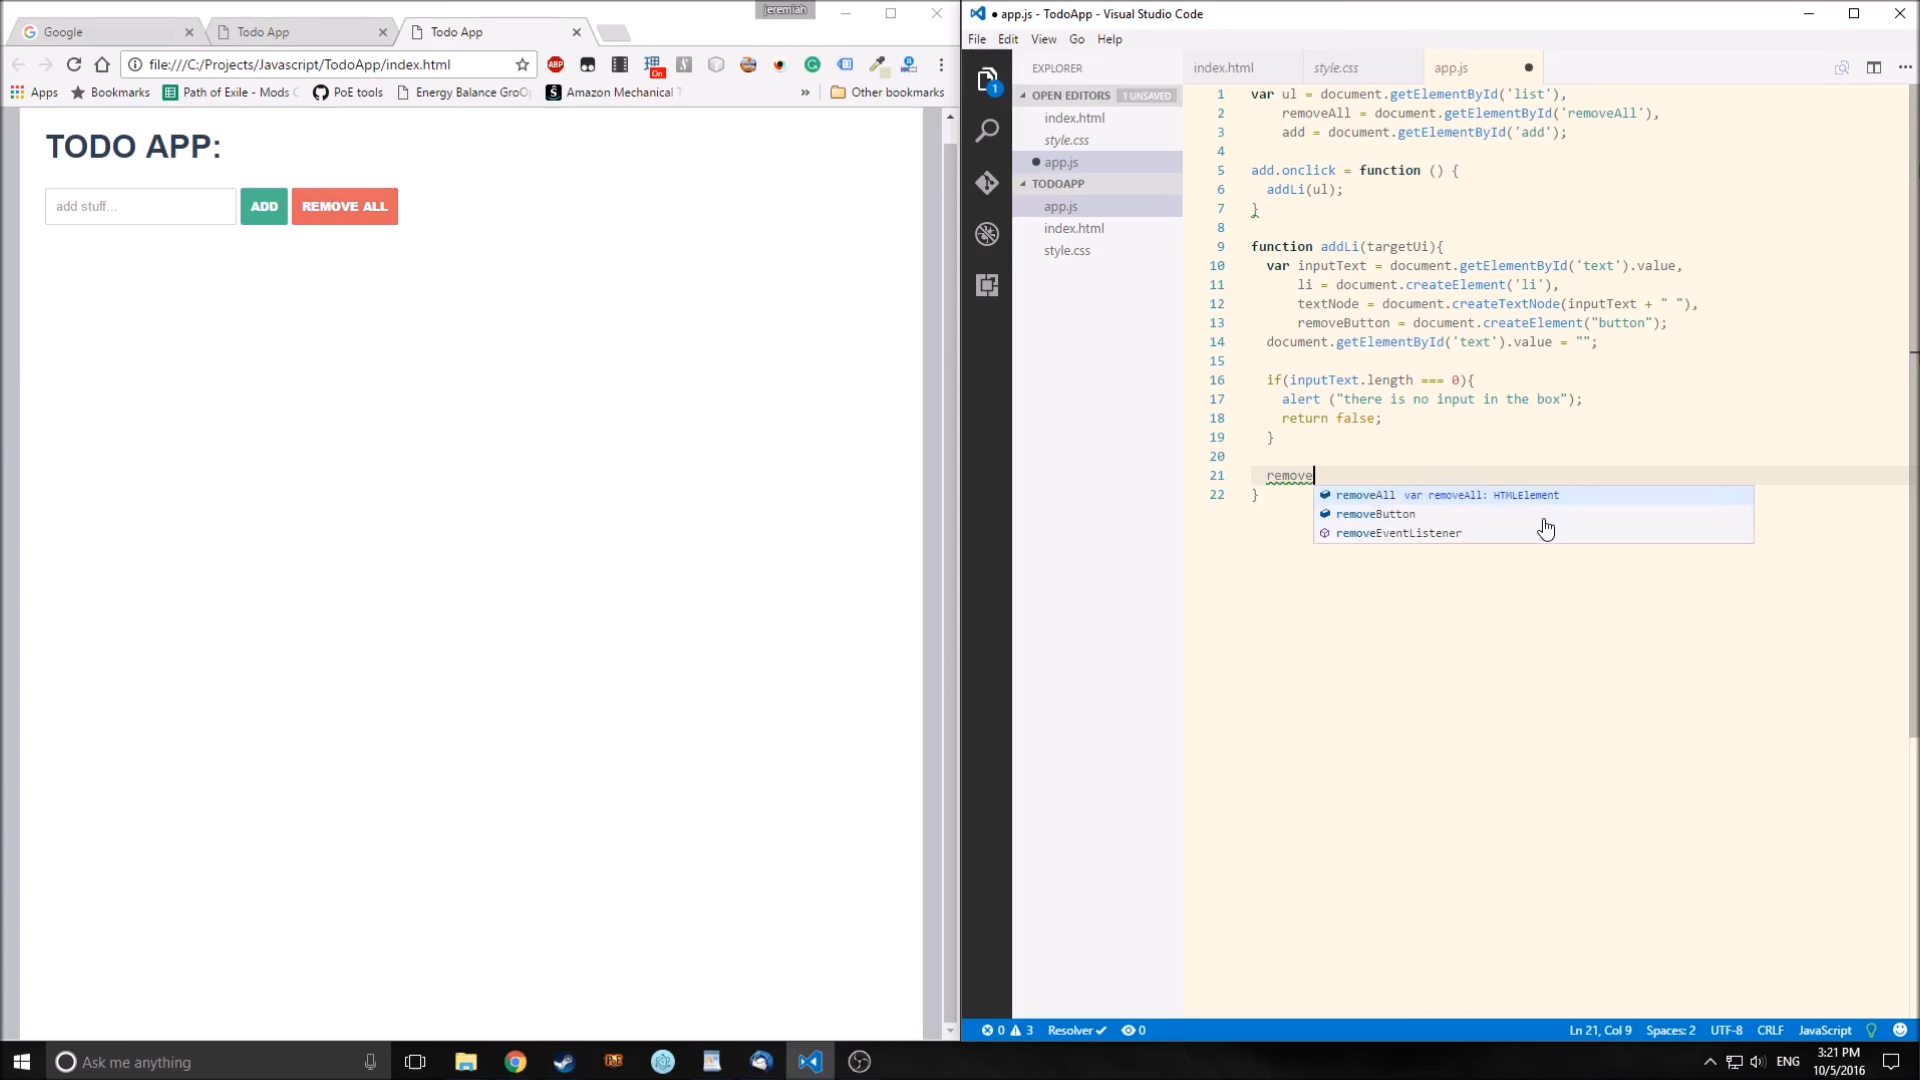 jeremiah
Google
Todo App
Todo App
file:///C:/Projects/Javascript/TodoApp/index.html
ABP
On
Apps
Bookmarks
Path of Exile - Mods
PoE tools
Energy Balance GroO
Amazon Mechanical T
»
Other bookmarks
TODO APP:
add stuff...
ADD
REMOVE ALL
● app.js - TodoApp - Visual Studio Code
File Edit View Go Help
EXPLORER
OPEN EDITORS 1 UNSAVED
index.html
style.css
app.js
TODOAPP
app.js
index.html
style.css
1
index.html
style.css
app.js
1 var ul = document.getElementById('list'),
2 removeAll = document.getElementById('removeAll'),
3 add = document.getElementById('add');
4
5 add.onclick = function () {
6 addLi(ul);
7 }
8
9 function addLi(targetUi){
10 var inputText = document.getElementById('text').value,
11 li = document.createElement('li'),
12 textNode = document.createTextNode(inputText + " "),
13 removeButton = document.createElement("button");
14 document.getElementById('text').value = "";
15
16 if(inputText.length === 0){
17 alert ("there is no input in the box");
18 return false;
19 }
20
21 remove
22 }
removeAll var removeAll: HTMLElement
removeButton
removeEventListener
0 3 Resolver 0
Ln 21, Col 9 Spaces: 2 UTF-8 CRLF JavaScript
Ask me anything
ENG
3:21 PM
10/5/2016